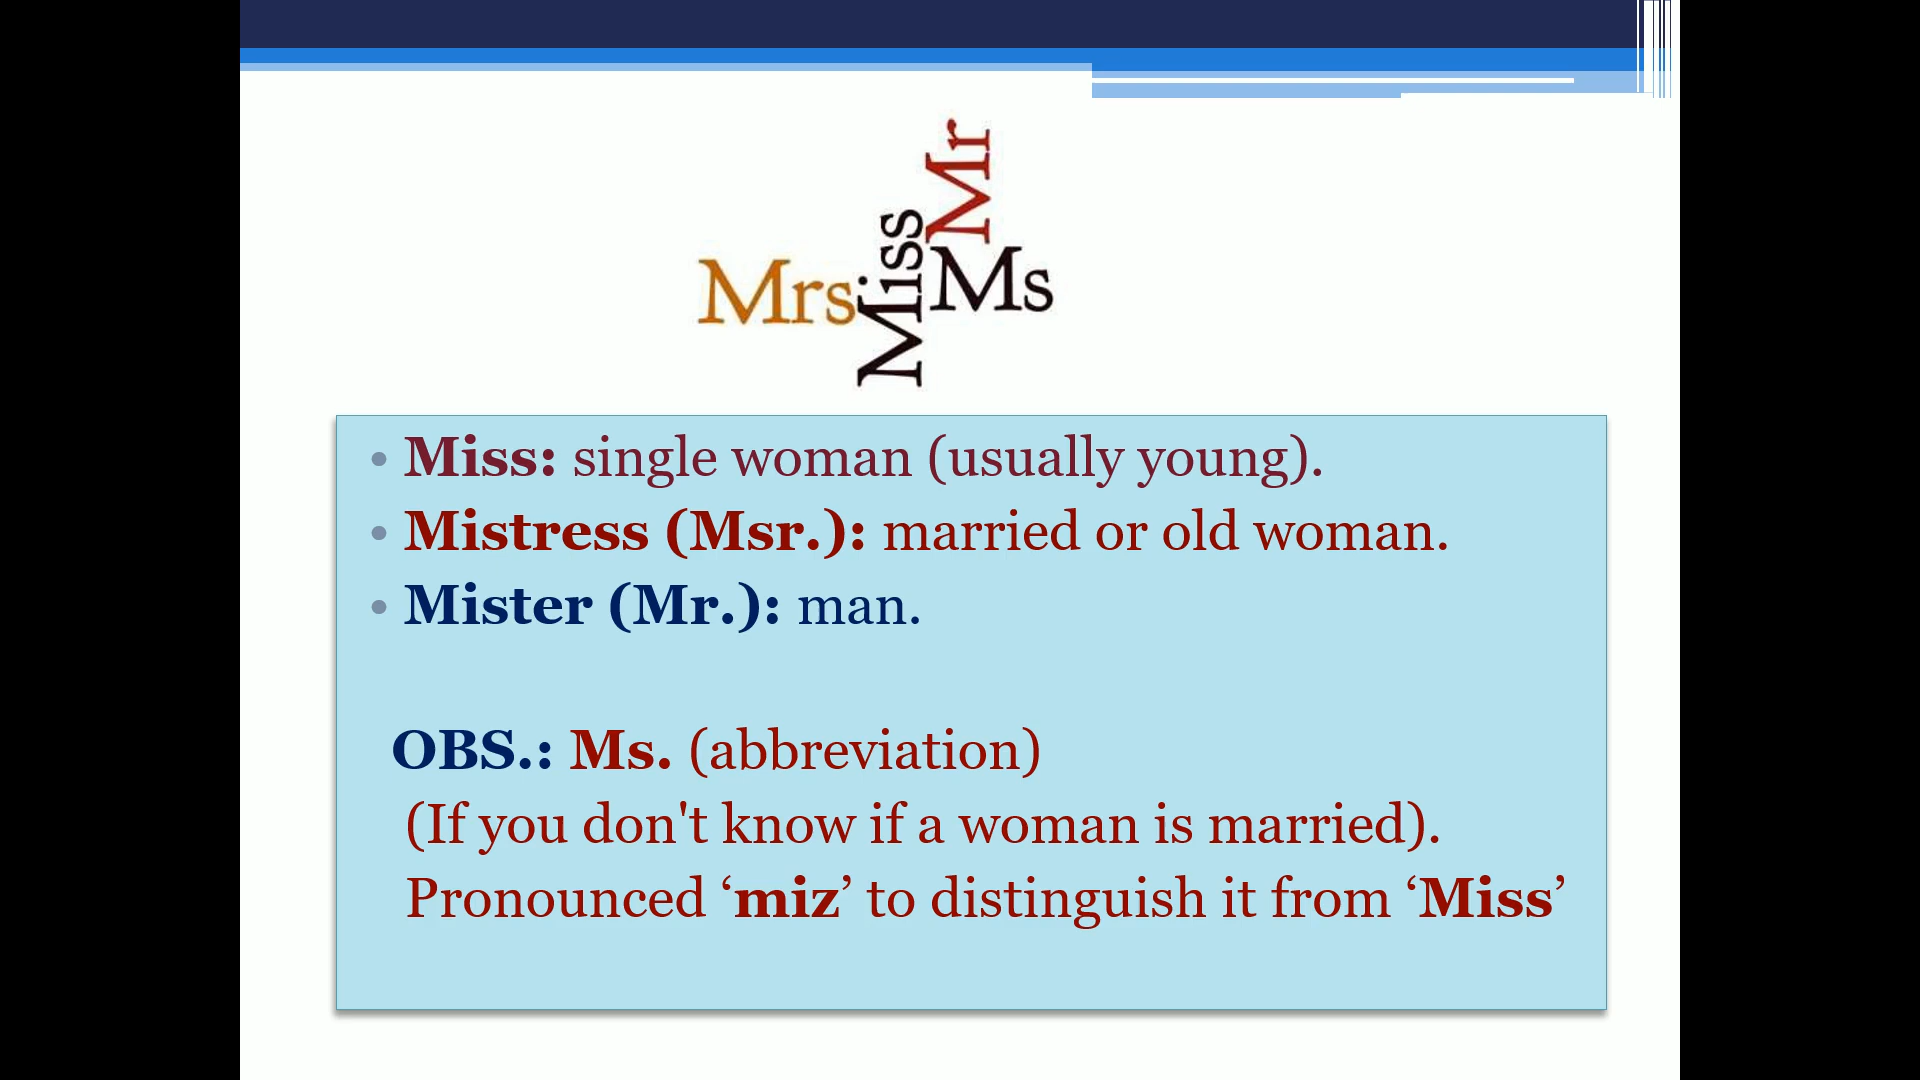 Mr
Miss
Mrs
Ms
• Miss: single woman (usually young).
• Mistress (Msr.): married or old woman.
• Mister (Mr.): man.
OBS.: Ms. (abbreviation)
(If you don't know if a woman is married).
Pronounced ‘miz’ to distinguish it from ‘Miss’